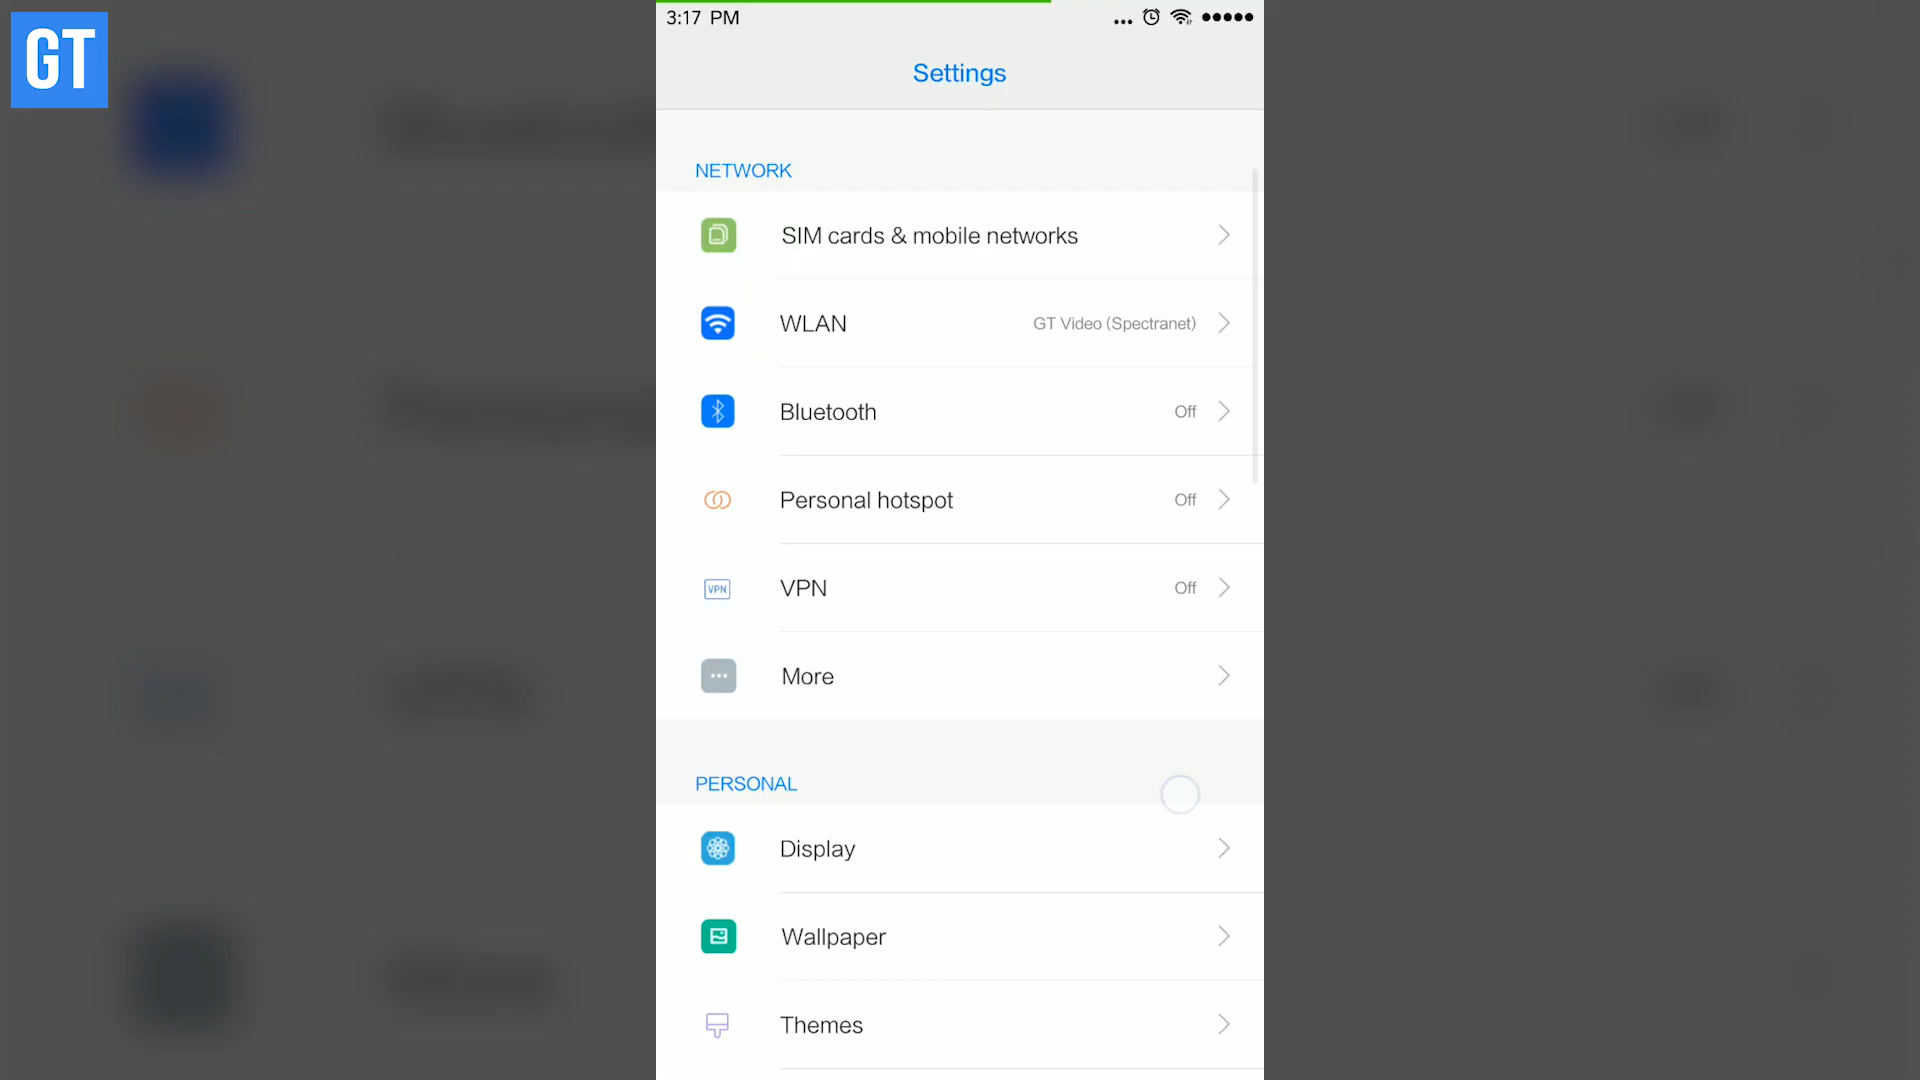 GT
3:17 PM
Settings
NETWORK
SIM cards & mobile networks
WLAN GT Video (Spectranet)
Bluetooth Off
Personal hotspot Off
VPN VPN Off
More
PERSONAL
Display
Wallpaper
Themes